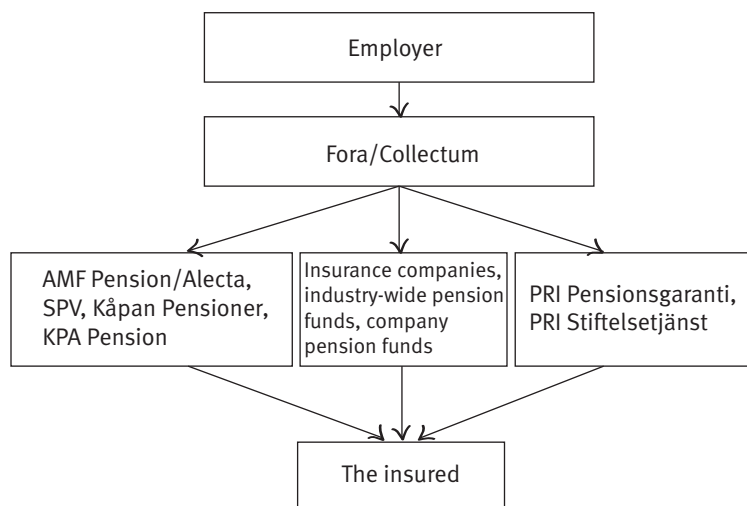 Employer
Fora/Collectum
AMF Pension/Alecta,
SPV, Kåpan Pensioner,
KPA Pension
Insurance companies,
industry-wide pension
funds, company
pension funds
PRI Pensionsgaranti,
PRI Stiftelsetjänst
The insured